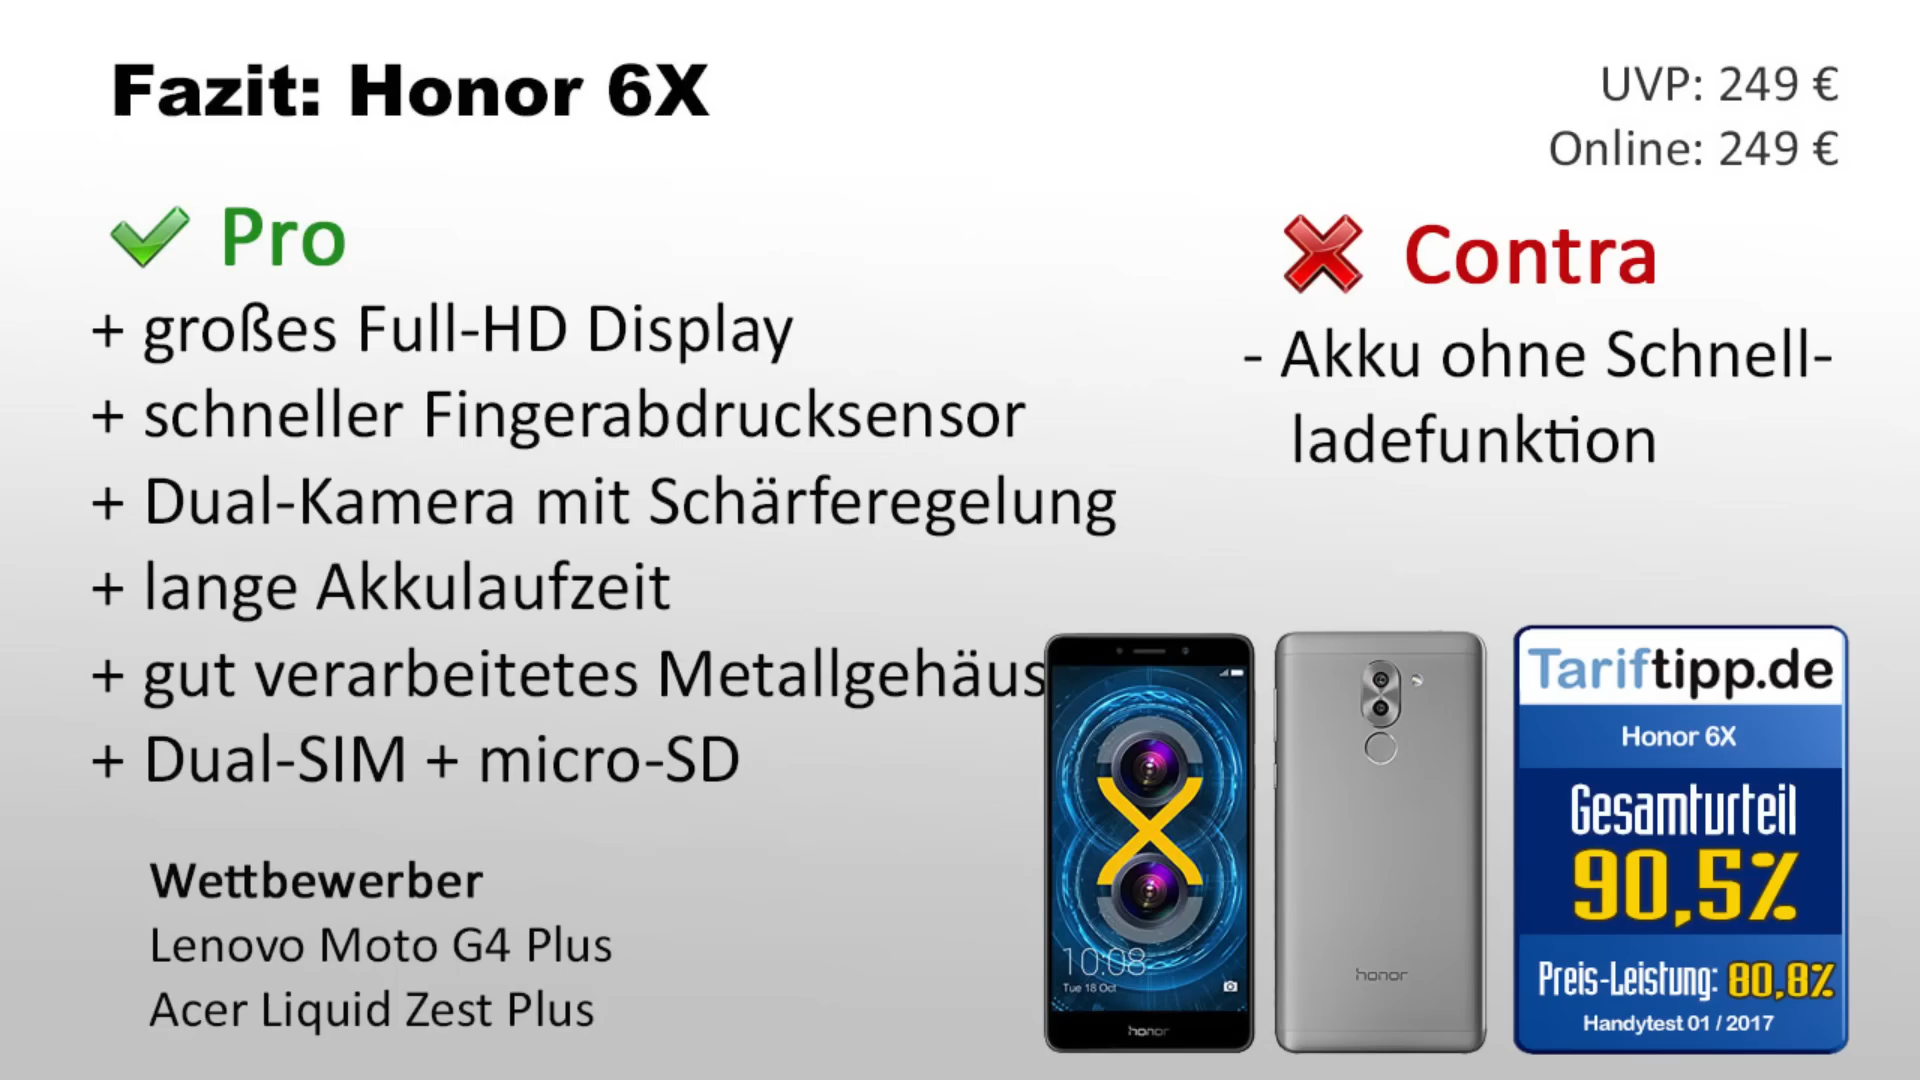 Fazit: Honor 6X
UVP: 249 €
Online: 249 €
Pro
+ großes Full-HD Display
+ schneller Fingerabdrucksensor
+ Dual-Kamera mit Schärferegelung
+ lange Akkulaufzeit
+ gut verarbeitetes Metallgehäus
+ Dual-SIM + micro-SD
Contra
- Akku ohne Schnell-
ladefunktion
Wettbewerber
Lenovo Moto G4 Plus
Acer Liquid Zest Plus
10:08
Tue 18 Oct
honor
honor
Tariftipp.de
Honor 6X
Gesamturteil
90,5%
Preis-Leistung: 80,8%
Handytest 01 / 2017